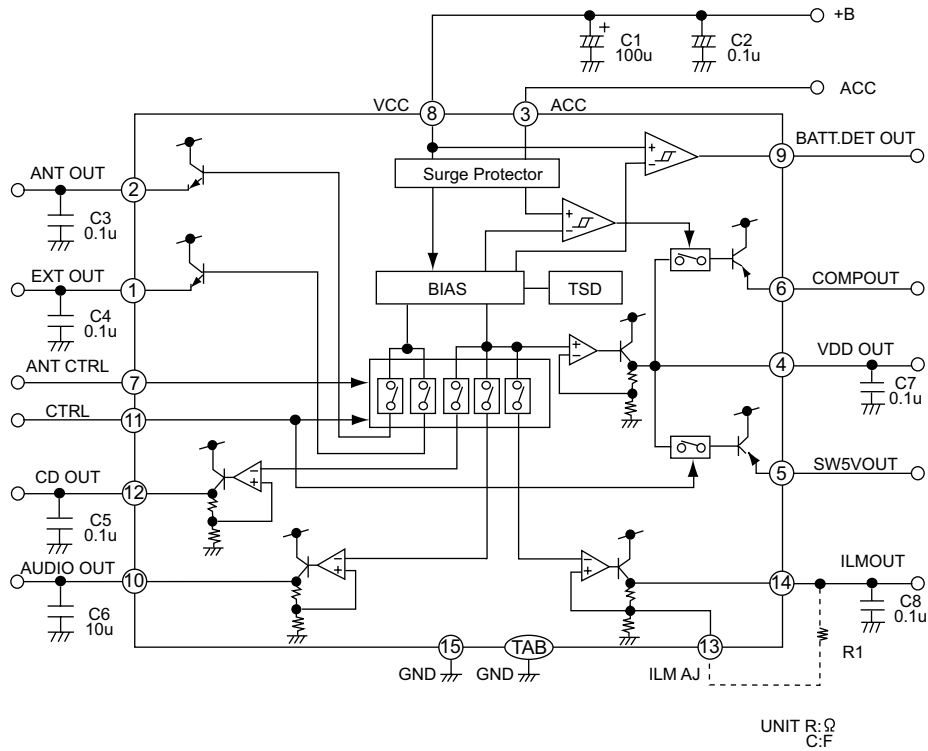 +B
+
C1
100u
C2
0.1u
ACC
VCC
8
3
ACC
BATT.DET OUT
+
−
9
Surge Protector
ANT OUT
2
C3
0.1u
+
−
EXT OUT
1
C4
0.1u
BIAS
TSD
COMPOUT
6
ANT CTRL
7
+
−
VDD OUT
4
C7
0.1u
CTRL
11
CD OUT
12
−
+
C5
0.1u
SW5VOUT
5
AUDIO OUT
10
−
+
C6
10u
−
+
ILMOUT
14
C8
0.1u
R1
15
GND
TAB
GND
13
ILM AJ
UNIT R:Ω
C:F